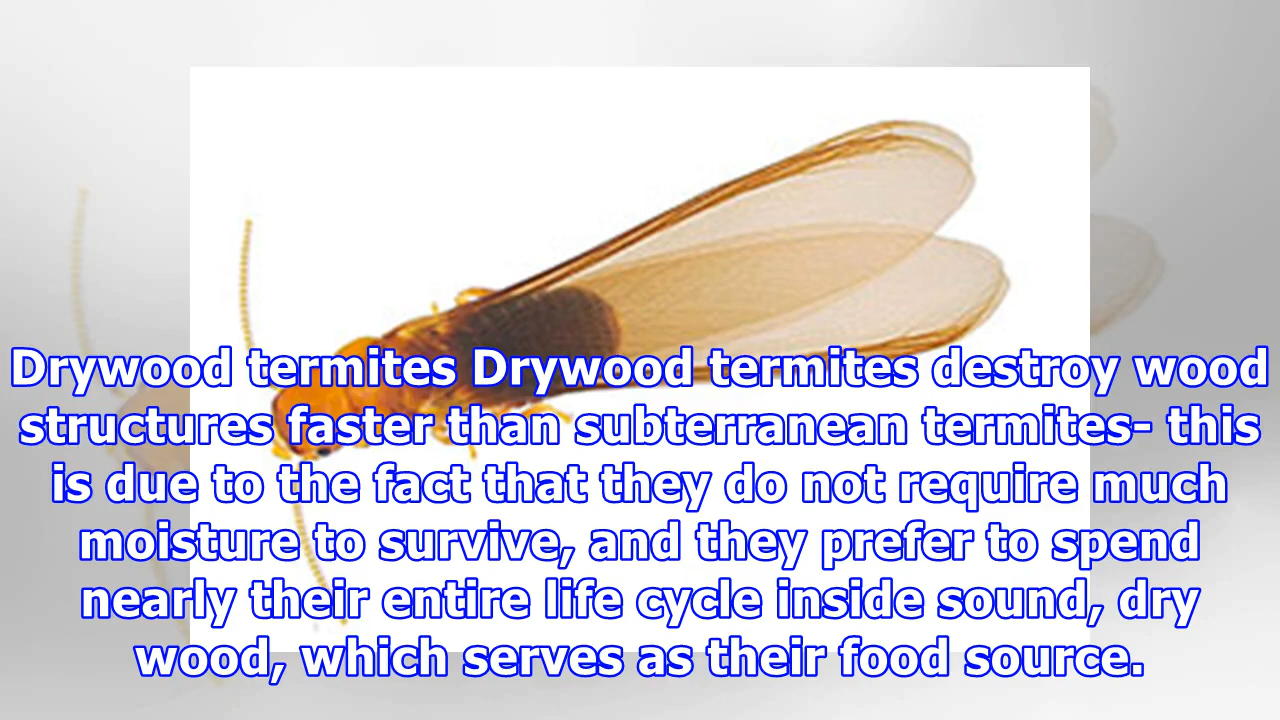 Drywood termites Drywood termites destroy wood
structures faster than subterranean termites- this
is due to the fact that they do not require much
moisture to survive, and they prefer to spend
nearly their entire life cycle inside sound, dry
wood, which serves as their food source.